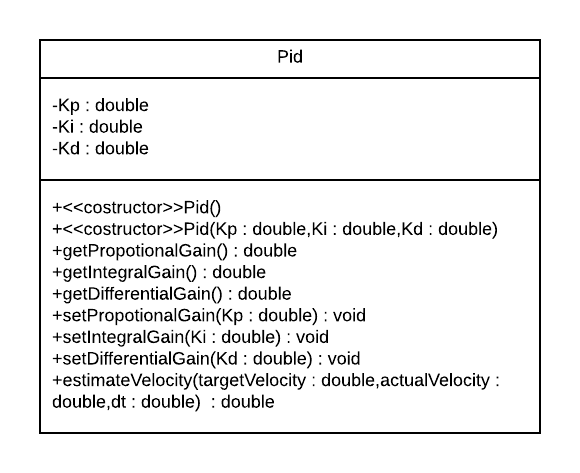 Pid
-Kp : double
-Ki : double
-Kd : double
+<<costructor>>Pid()
+<<costructor>>Pid(Kp : double,Ki : double,Kd : double)
+getPropotionalGain() : double
+getIntegralGain() : double
+getDifferentialGain() : double
+setPropotionalGain(Kp : double) : void
+setIntegralGain(Ki : double) : void
+setDifferentialGain(Kd : double) : void
+estimateVelocity(targetVelocity : double,actualVelocity :
double,dt : double)  : double